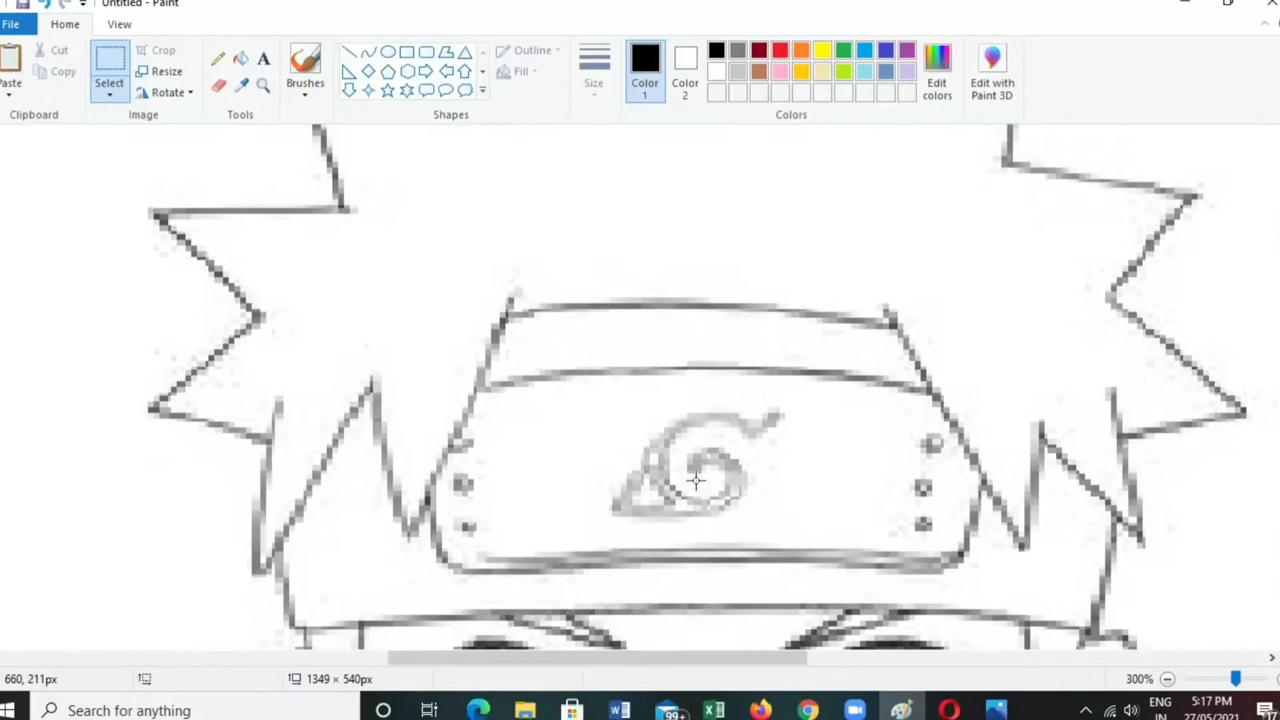 Untitled - Paint
File Home View
Cut
Copy
Paste
Clipboard
Select
Crop
Resize
Rotate
Image
Tools
Brushes
Shapes
Outline
Fill
Size
Color 1
Color 2
Edit colors
Colors
Edit with Paint 3D
660, 211px
1349 × 540px
300%
Search for anything
99+
ENG
IN
5:17 PM
27/05/2021